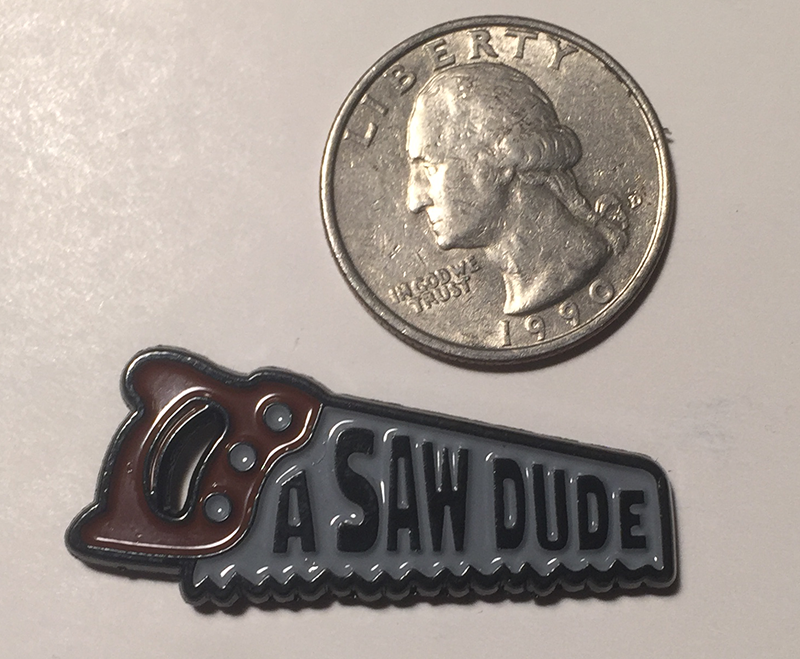 LIBERTY
IN GOD WE
TRUST
D
1990
A SAW DUDE